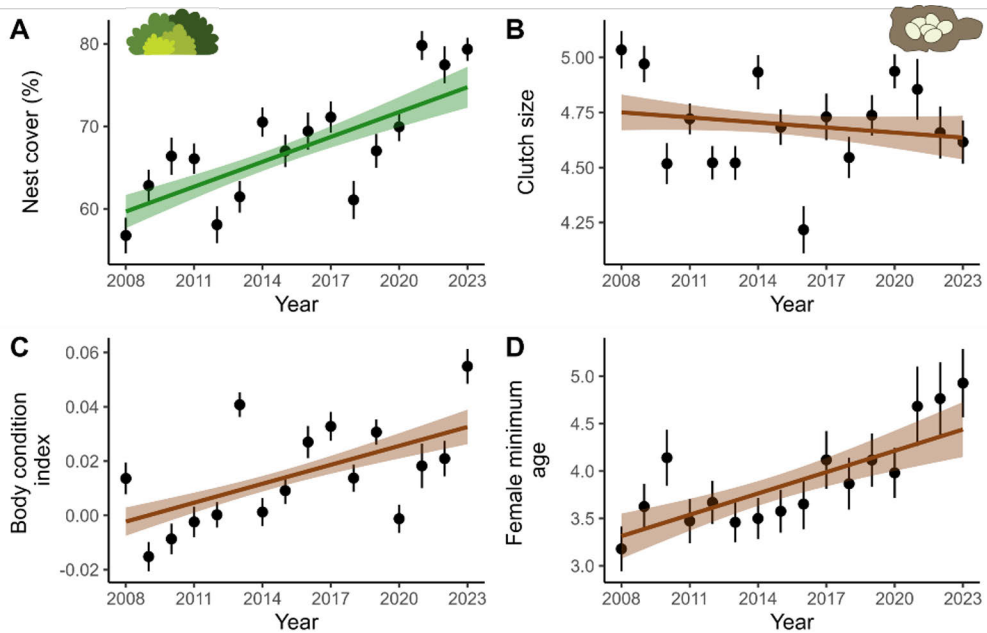 A
Nest cover (%)
80
70
60
2008 2011 2014 2017 2020 2023
Year
B
Clutch size
5.00
4.75
4.50
4.25
2008 2011 2014 2017 2020 2023
Year
C
Body condition
index
0.06
0.04
0.02
0.00
-0.02
2008 2011 2014 2017 2020 2023
Year
D
Female minimum
age
5.0
4.5
4.0
3.5
3.0
2008 2011 2014 2017 2020 2023
Year